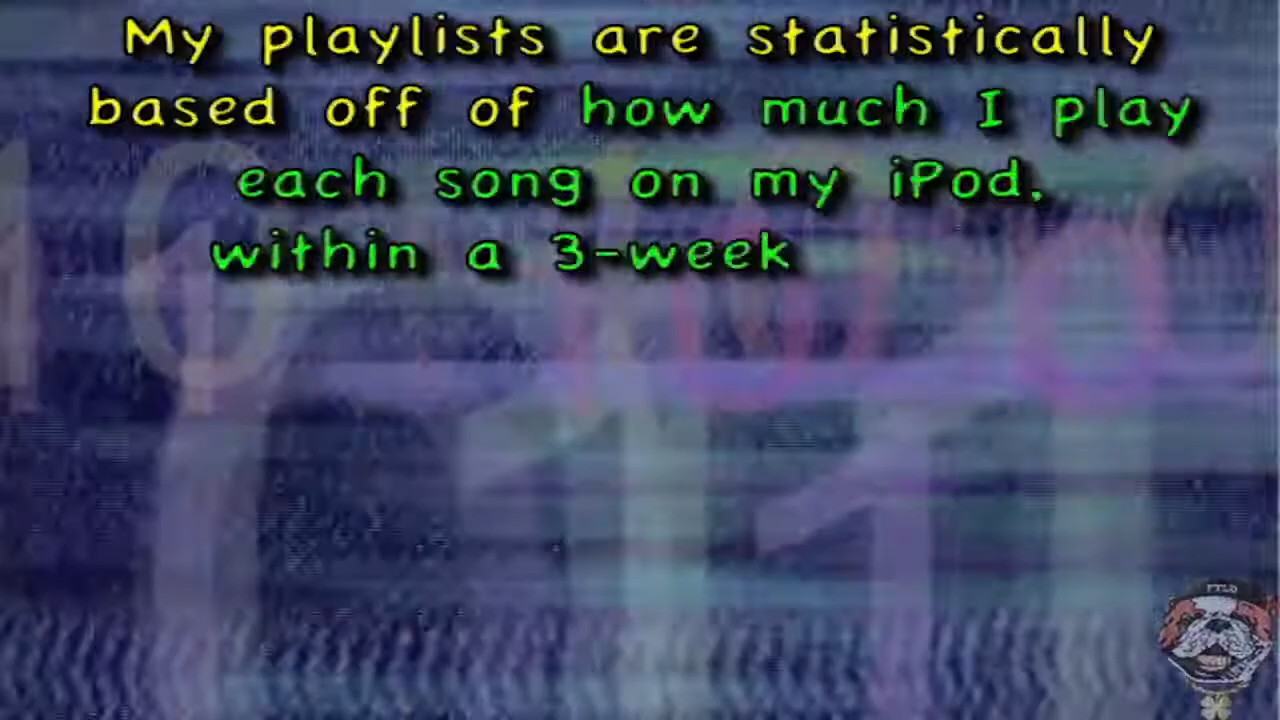 My playlists are statistically
based off of how much I play
each song on my iPod,
within a 3-week